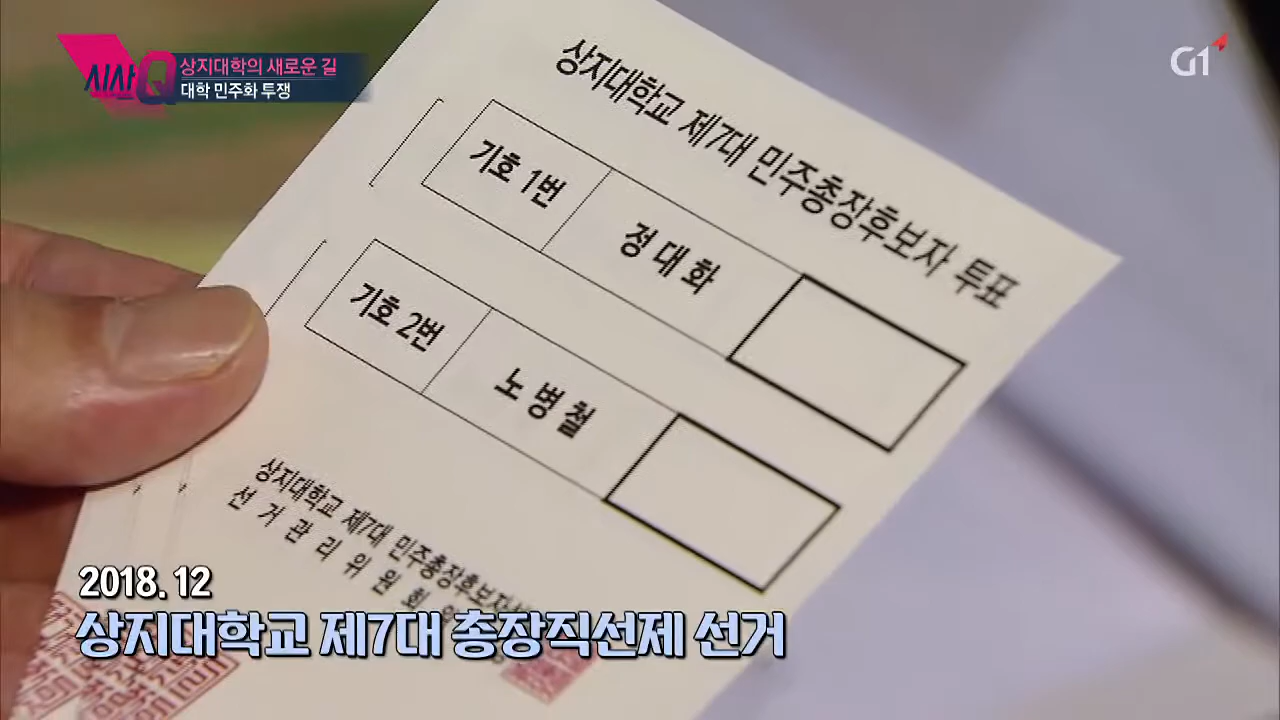 시사Q
상지대학의 새로운 길
대학 민주화 투쟁
G1
상지대학교 제7대 민주총장후보자 투표
기호 1번 정대화
기호 2번 노병철
상지대학교 제7대 민주총장후보자
선거관리위원회
2018. 12
상지대학교 제7대 총장직선제 선거